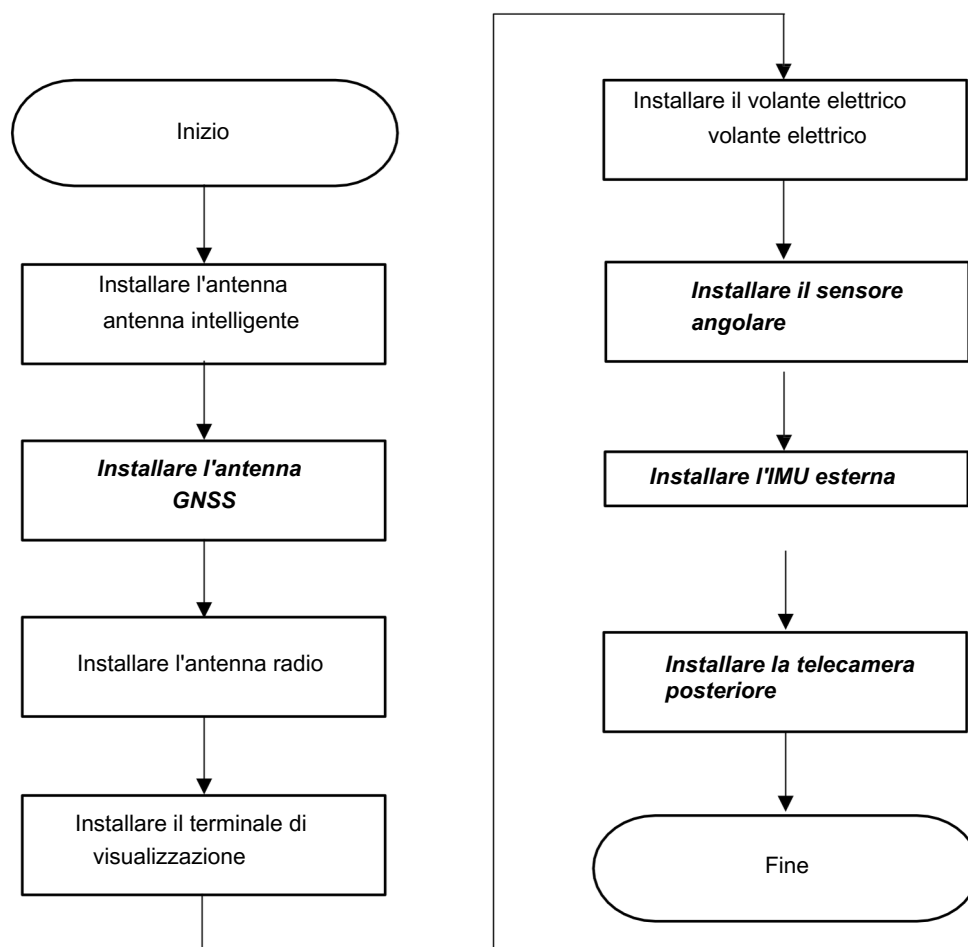 Inizio
Installare l'antenna
antenna intelligente
Installare l'antenna
GNSS
Installare l'antenna radio
Installare il terminale di
visualizzazione
Installare il volante elettrico
volante elettrico
Installare il sensore
angolare
Installare l'IMU esterna
Installare la telecamera
posteriore
Fine